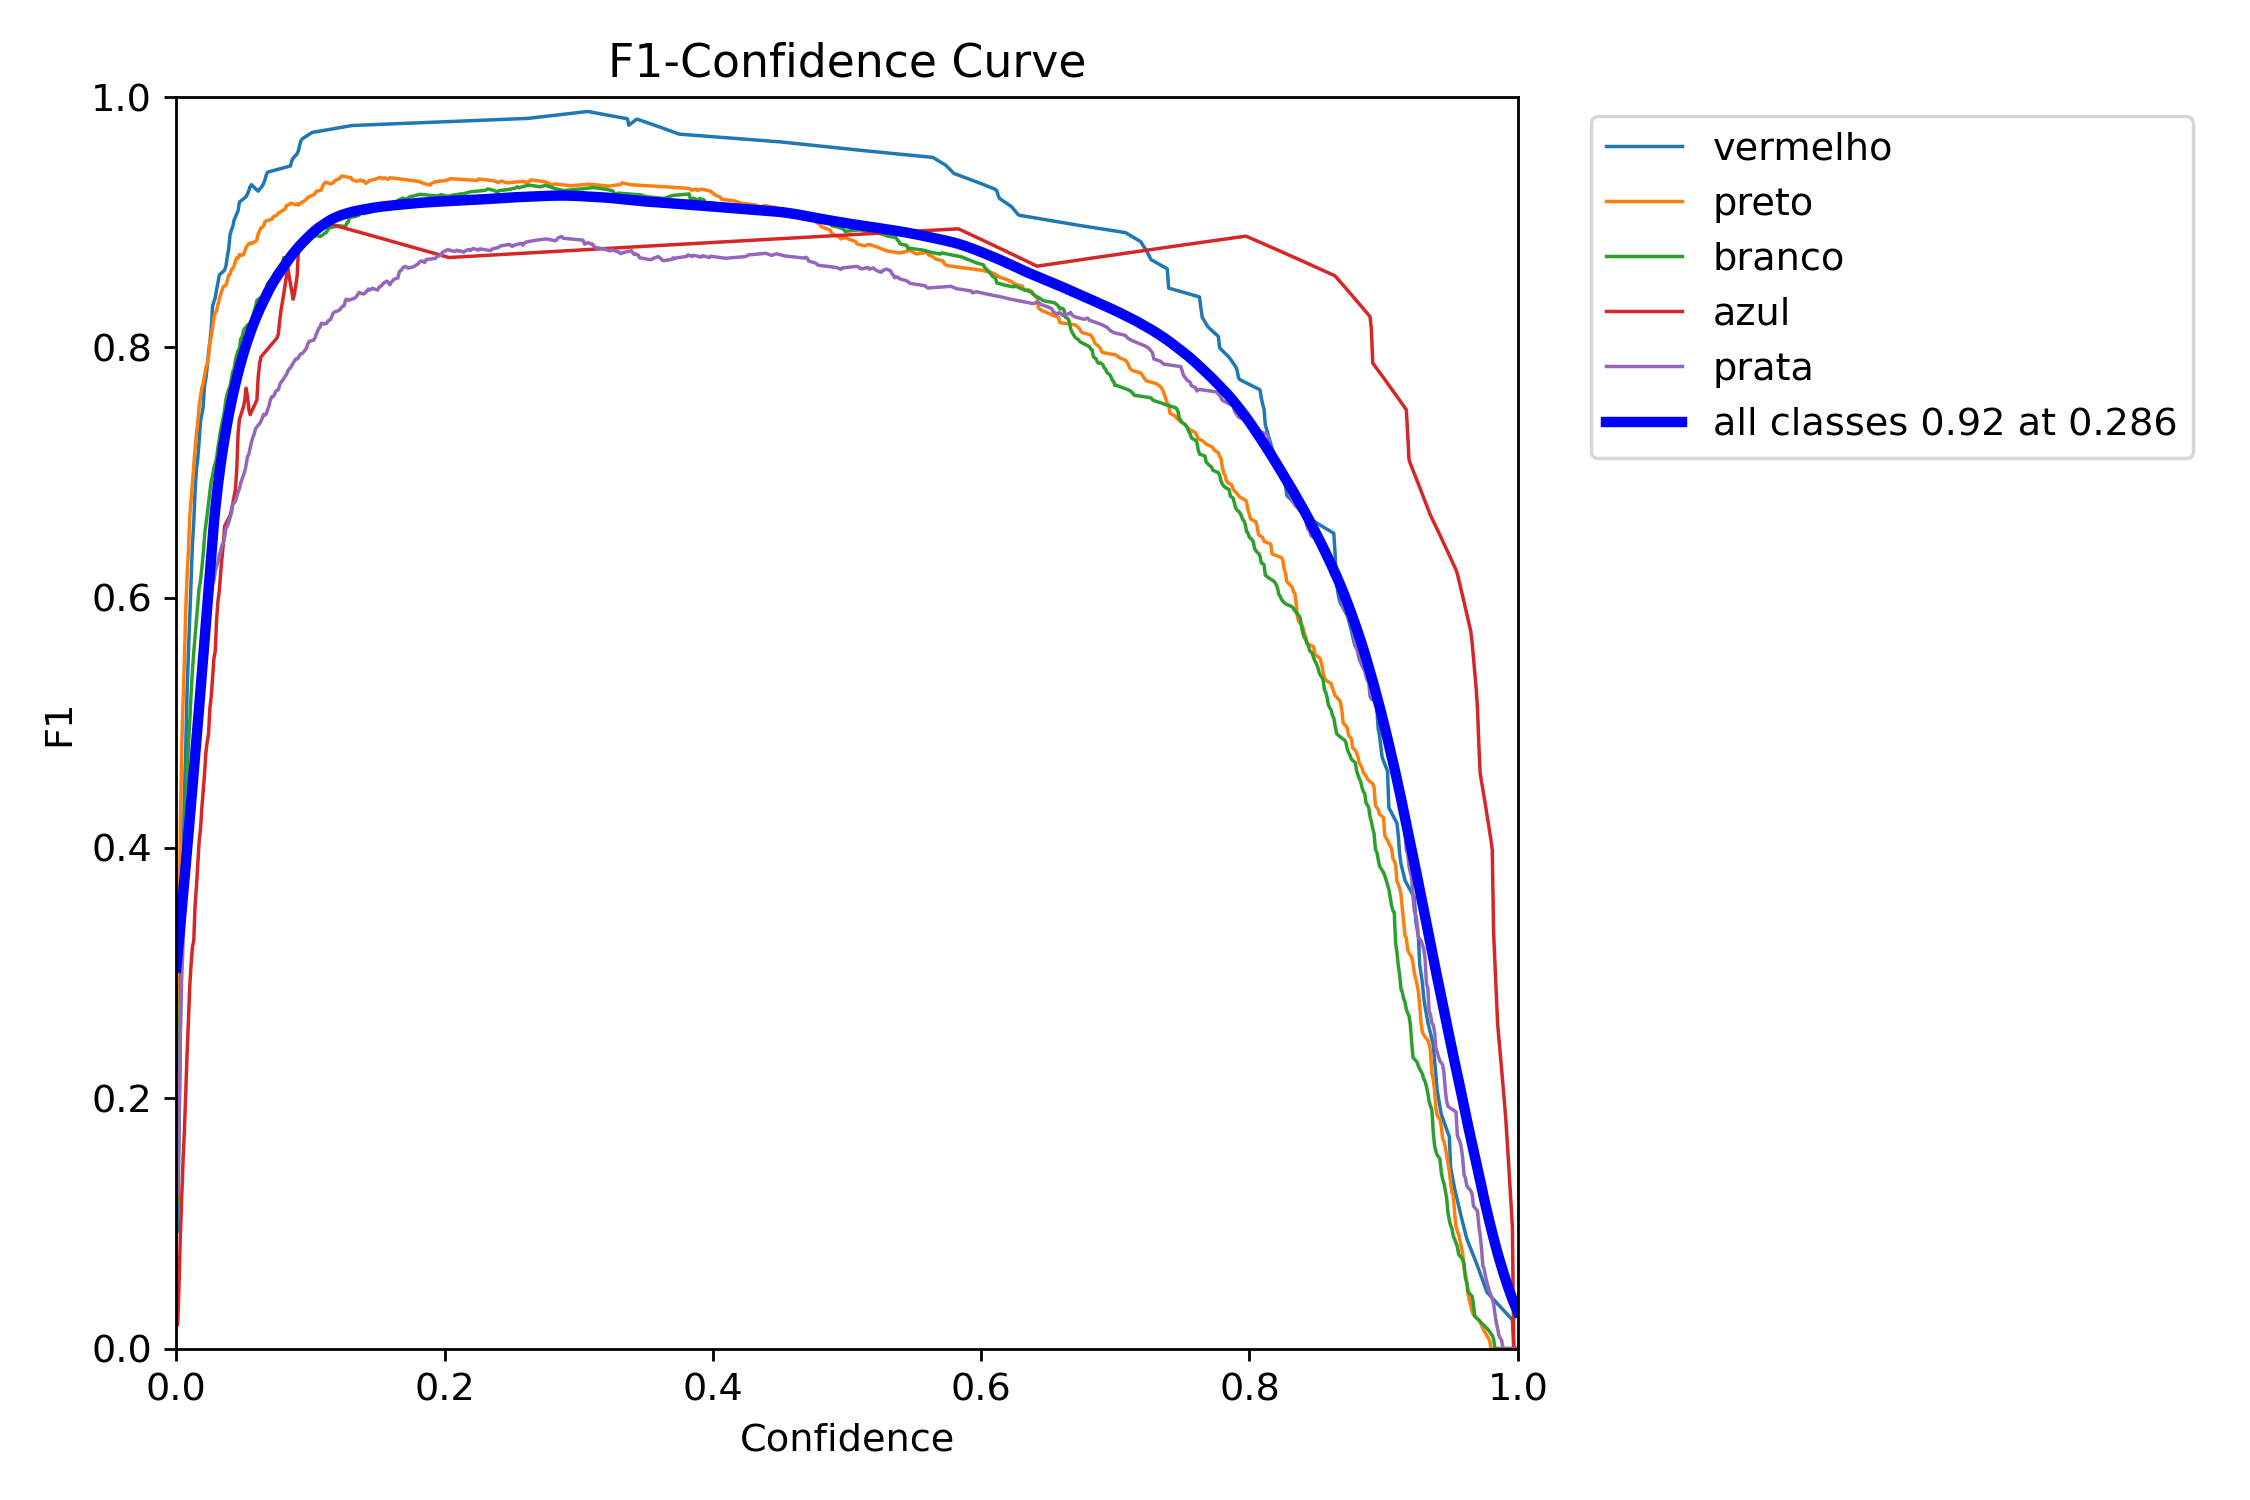 F1-Confidence Curve
1.0
0.8
0.6
0.4
0.2
0.0
F1
0.0 0.2 0.4 0.6 0.8 1.0
Confidence
vermelho
preto
branco
azul
prata
all classes 0.92 at 0.286